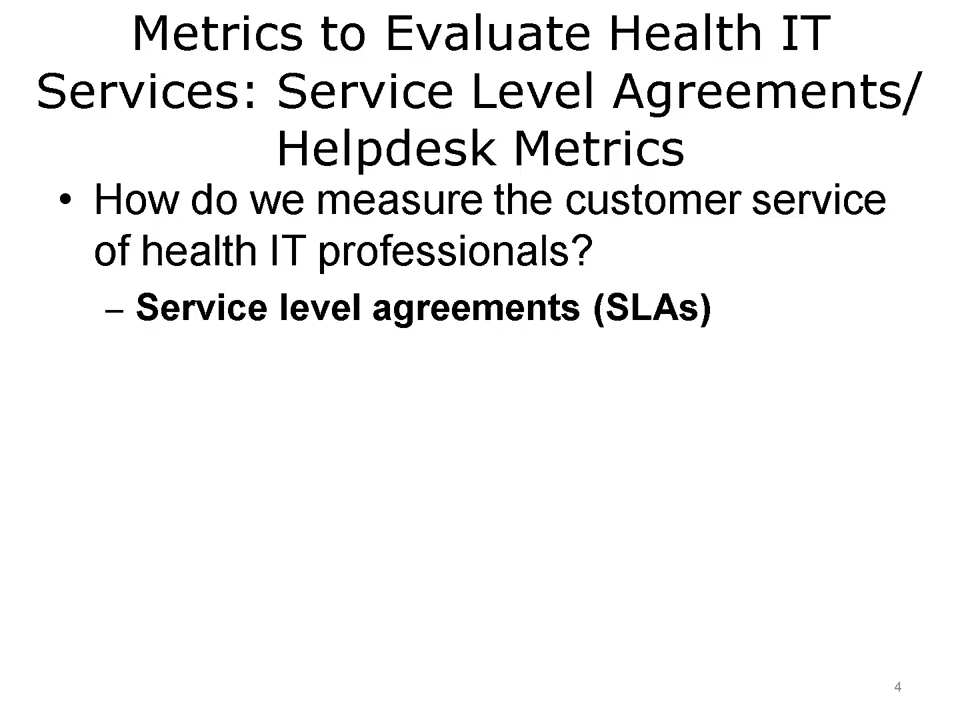 Metrics to Evaluate Health IT
Services: Service Level Agreements/
Helpdesk Metrics
• How do we measure the customer service
of health IT professionals?
– Service level agreements (SLAs)
4